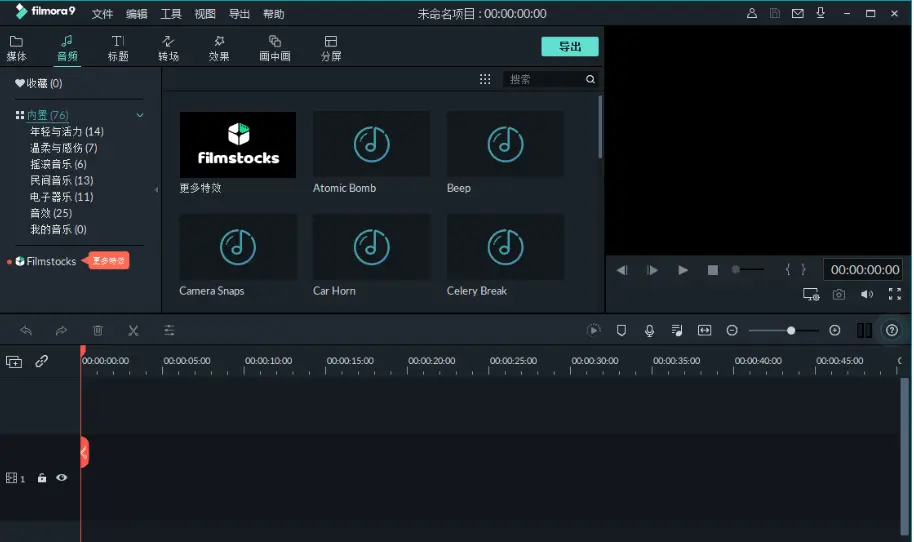 filmora9 文件 编辑 工具 视图 导出 帮助 未命名项目 : 00:00:00:00
媒体 音频 标题 转场 效果 画中画 分屏 导出
收藏 (0)
搜索
内置 (76)
年轻与活力 (14)
温柔与感伤 (7)
摇滚音乐 (6)
民间音乐 (13)
电子器乐 (11)
音效 (25)
我的音乐 (0)
Filmstocks 更多特效
filmstocks
更多特效 Atomic Bomb Beep
Camera Snaps Car Horn Celery Break
{ } 00:00:00:00
00:00:00:00 00:00:05:00 00:00:10:00 00:00:15:00 00:00:20:00 00:00:25:00 00:00:30:00 00:00:35:00 00:00:40:00 00:00:45:00 0
1